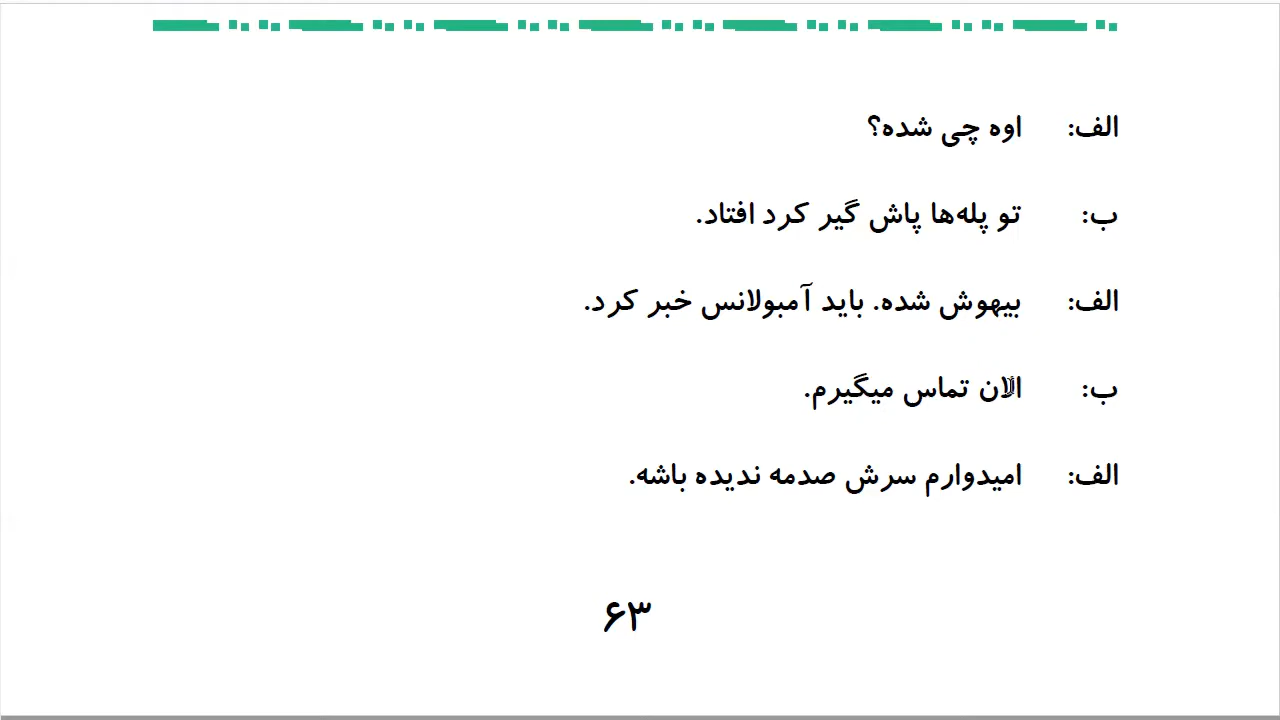 الف: اوه چی شده؟
ب: تو پله‌ها پاش گیر کرد افتاد.
الف: بیهوش شده. باید آمبولانس خبر کرد.
ب: الان تماس میگیرم.
الف: امیدوارم سرش صدمه ندیده باشه.
۶۳